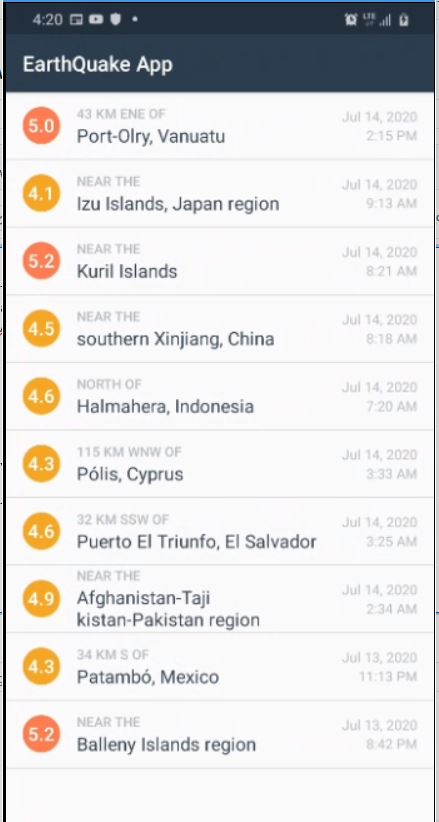 4:20
LTE
EarthQuake App
5.0
43 KM ENE OF
Port-Olry, Vanuatu
Jul 14, 2020
2:15 PM
4.1
NEAR THE
Izu Islands, Japan region
Jul 14, 2020
9:13 AM
5.2
NEAR THE
Kuril Islands
Jul 14, 2020
8:21 AM
4.5
NEAR THE
southern Xinjiang, China
Jul 14, 2020
8:18 AM
4.6
NORTH OF
Halmahera, Indonesia
Jul 14, 2020
7:20 AM
4.3
115 KM WNW OF
Pólis, Cyprus
Jul 14, 2020
3:33 AM
4.6
32 KM SSW OF
Puerto El Triunfo, El Salvador
Jul 14, 2020
3:25 AM
4.9
NEAR THE
Afghanistan-Taji
kistan-Pakistan region
Jul 14, 2020
2:34 AM
4.3
34 KM S OF
Patambó, Mexico
Jul 13, 2020
11:13 PM
5.2
NEAR THE
Balleny Islands region
Jul 13, 2020
8:42 PM